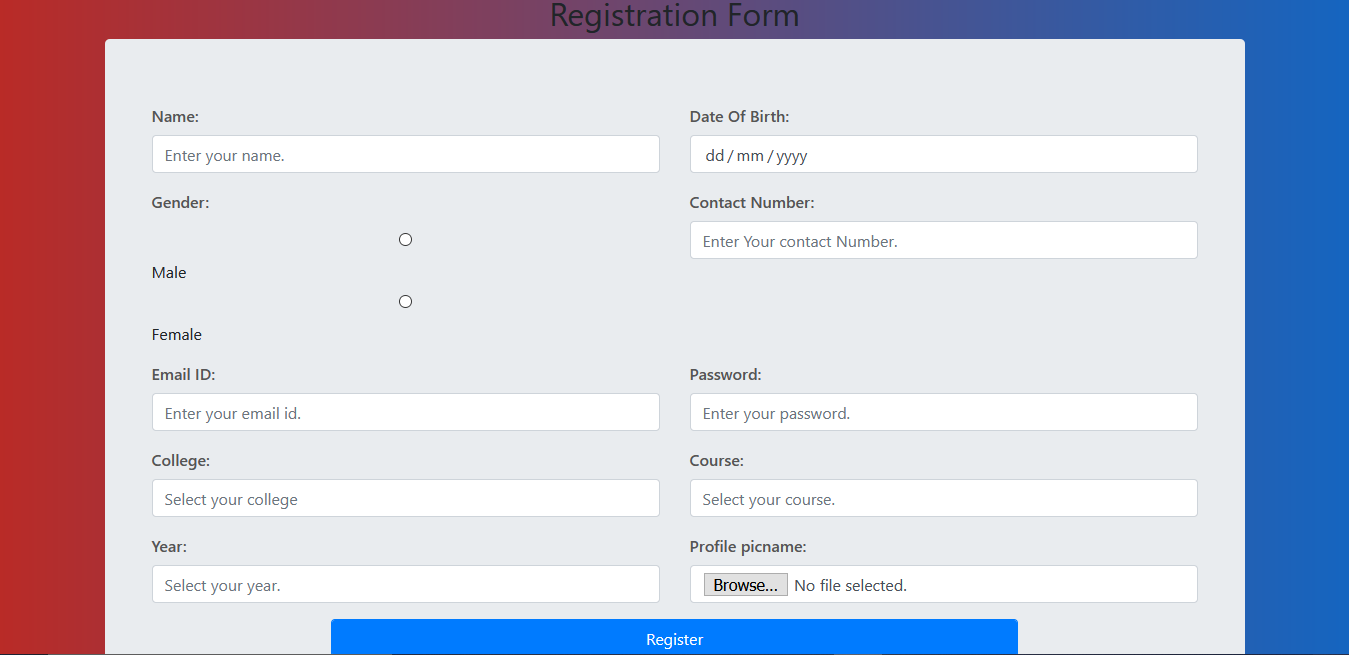 Registration Form
Name:
Date Of Birth:
Enter your name.
dd / mm / yyyy
Gender:
Contact Number:
Enter Your contact Number.
Male
Female
Email ID:
Password:
Enter your email id.
Enter your password.
College:
Course:
Select your college
Select your course.
Year:
Profile picname:
Select your year.
Browse... No file selected.
Register